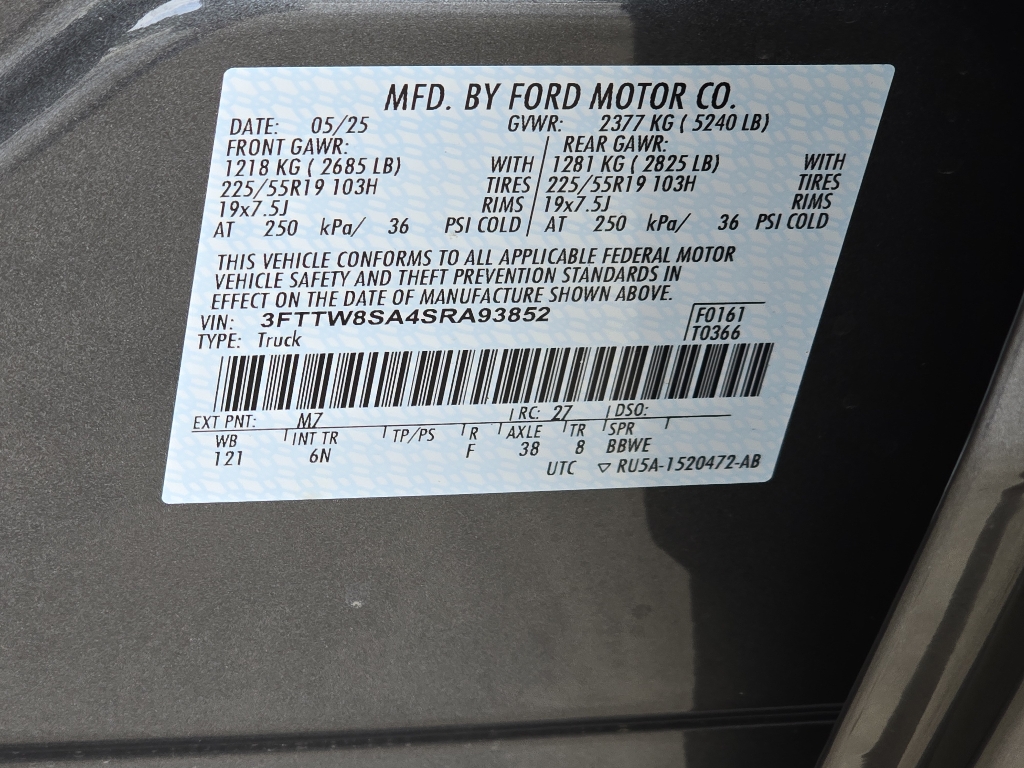 MFD. BY FORD MOTOR CO.
DATE: 05/25 GVWR: 2377 KG ( 5240 LB)
FRONT GAWR: REAR GAWR:
1218 KG ( 2685 LB) WITH 1281 KG ( 2825 LB) WITH
225/55R19 103H TIRES 225/55R19 103H TIRES
19x7.5J RIMS 19x7.5J RIMS
AT 250 kPa/ 36 PSI COLD AT 250 kPa/ 36 PSI COLD
THIS VEHICLE CONFORMS TO ALL APPLICABLE FEDERAL MOTOR
VEHICLE SAFETY AND THEFT PREVENTION STANDARDS IN
EFFECT ON THE DATE OF MANUFACTURE SHOWN ABOVE.
VIN: 3FTTW8SA4SRA93852 F0161
TYPE: Truck T0366
EXT PNT: M7 RC: 27 DSO:
WB INT TR TP/PS R AXLE TR SPR
121 6N F 38 8 BBWE
UTC ▽ RU5A-1520472-AB